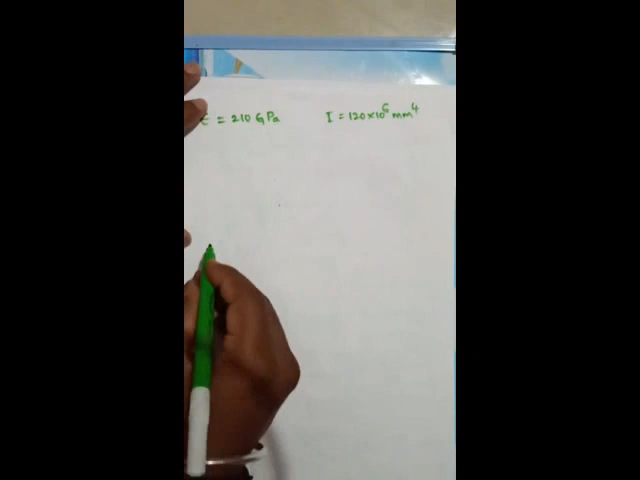 E = 210 GPa I = 120×10⁶ mm⁴